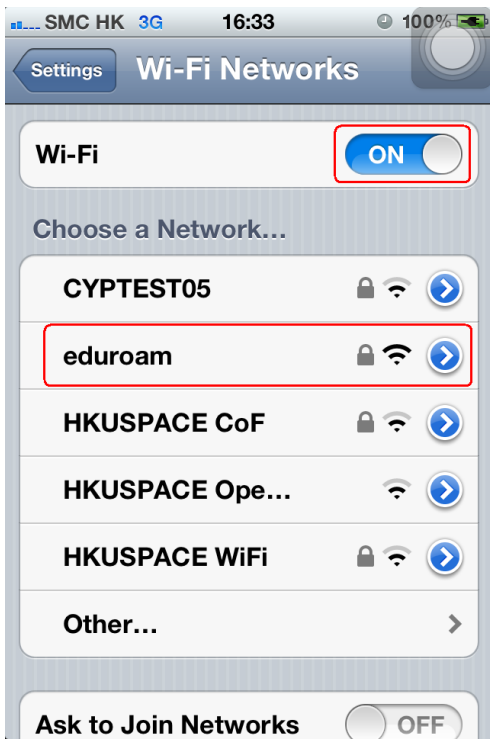 SMC HK 3G 16:33 100%
Settings Wi-Fi Networks
Wi-Fi ON
Choose a Network...
CYPTEST05
eduroam
HKUSPACE CoF
HKUSPACE Ope...
HKUSPACE WiFi
Other...
Ask to Join Networks OFF